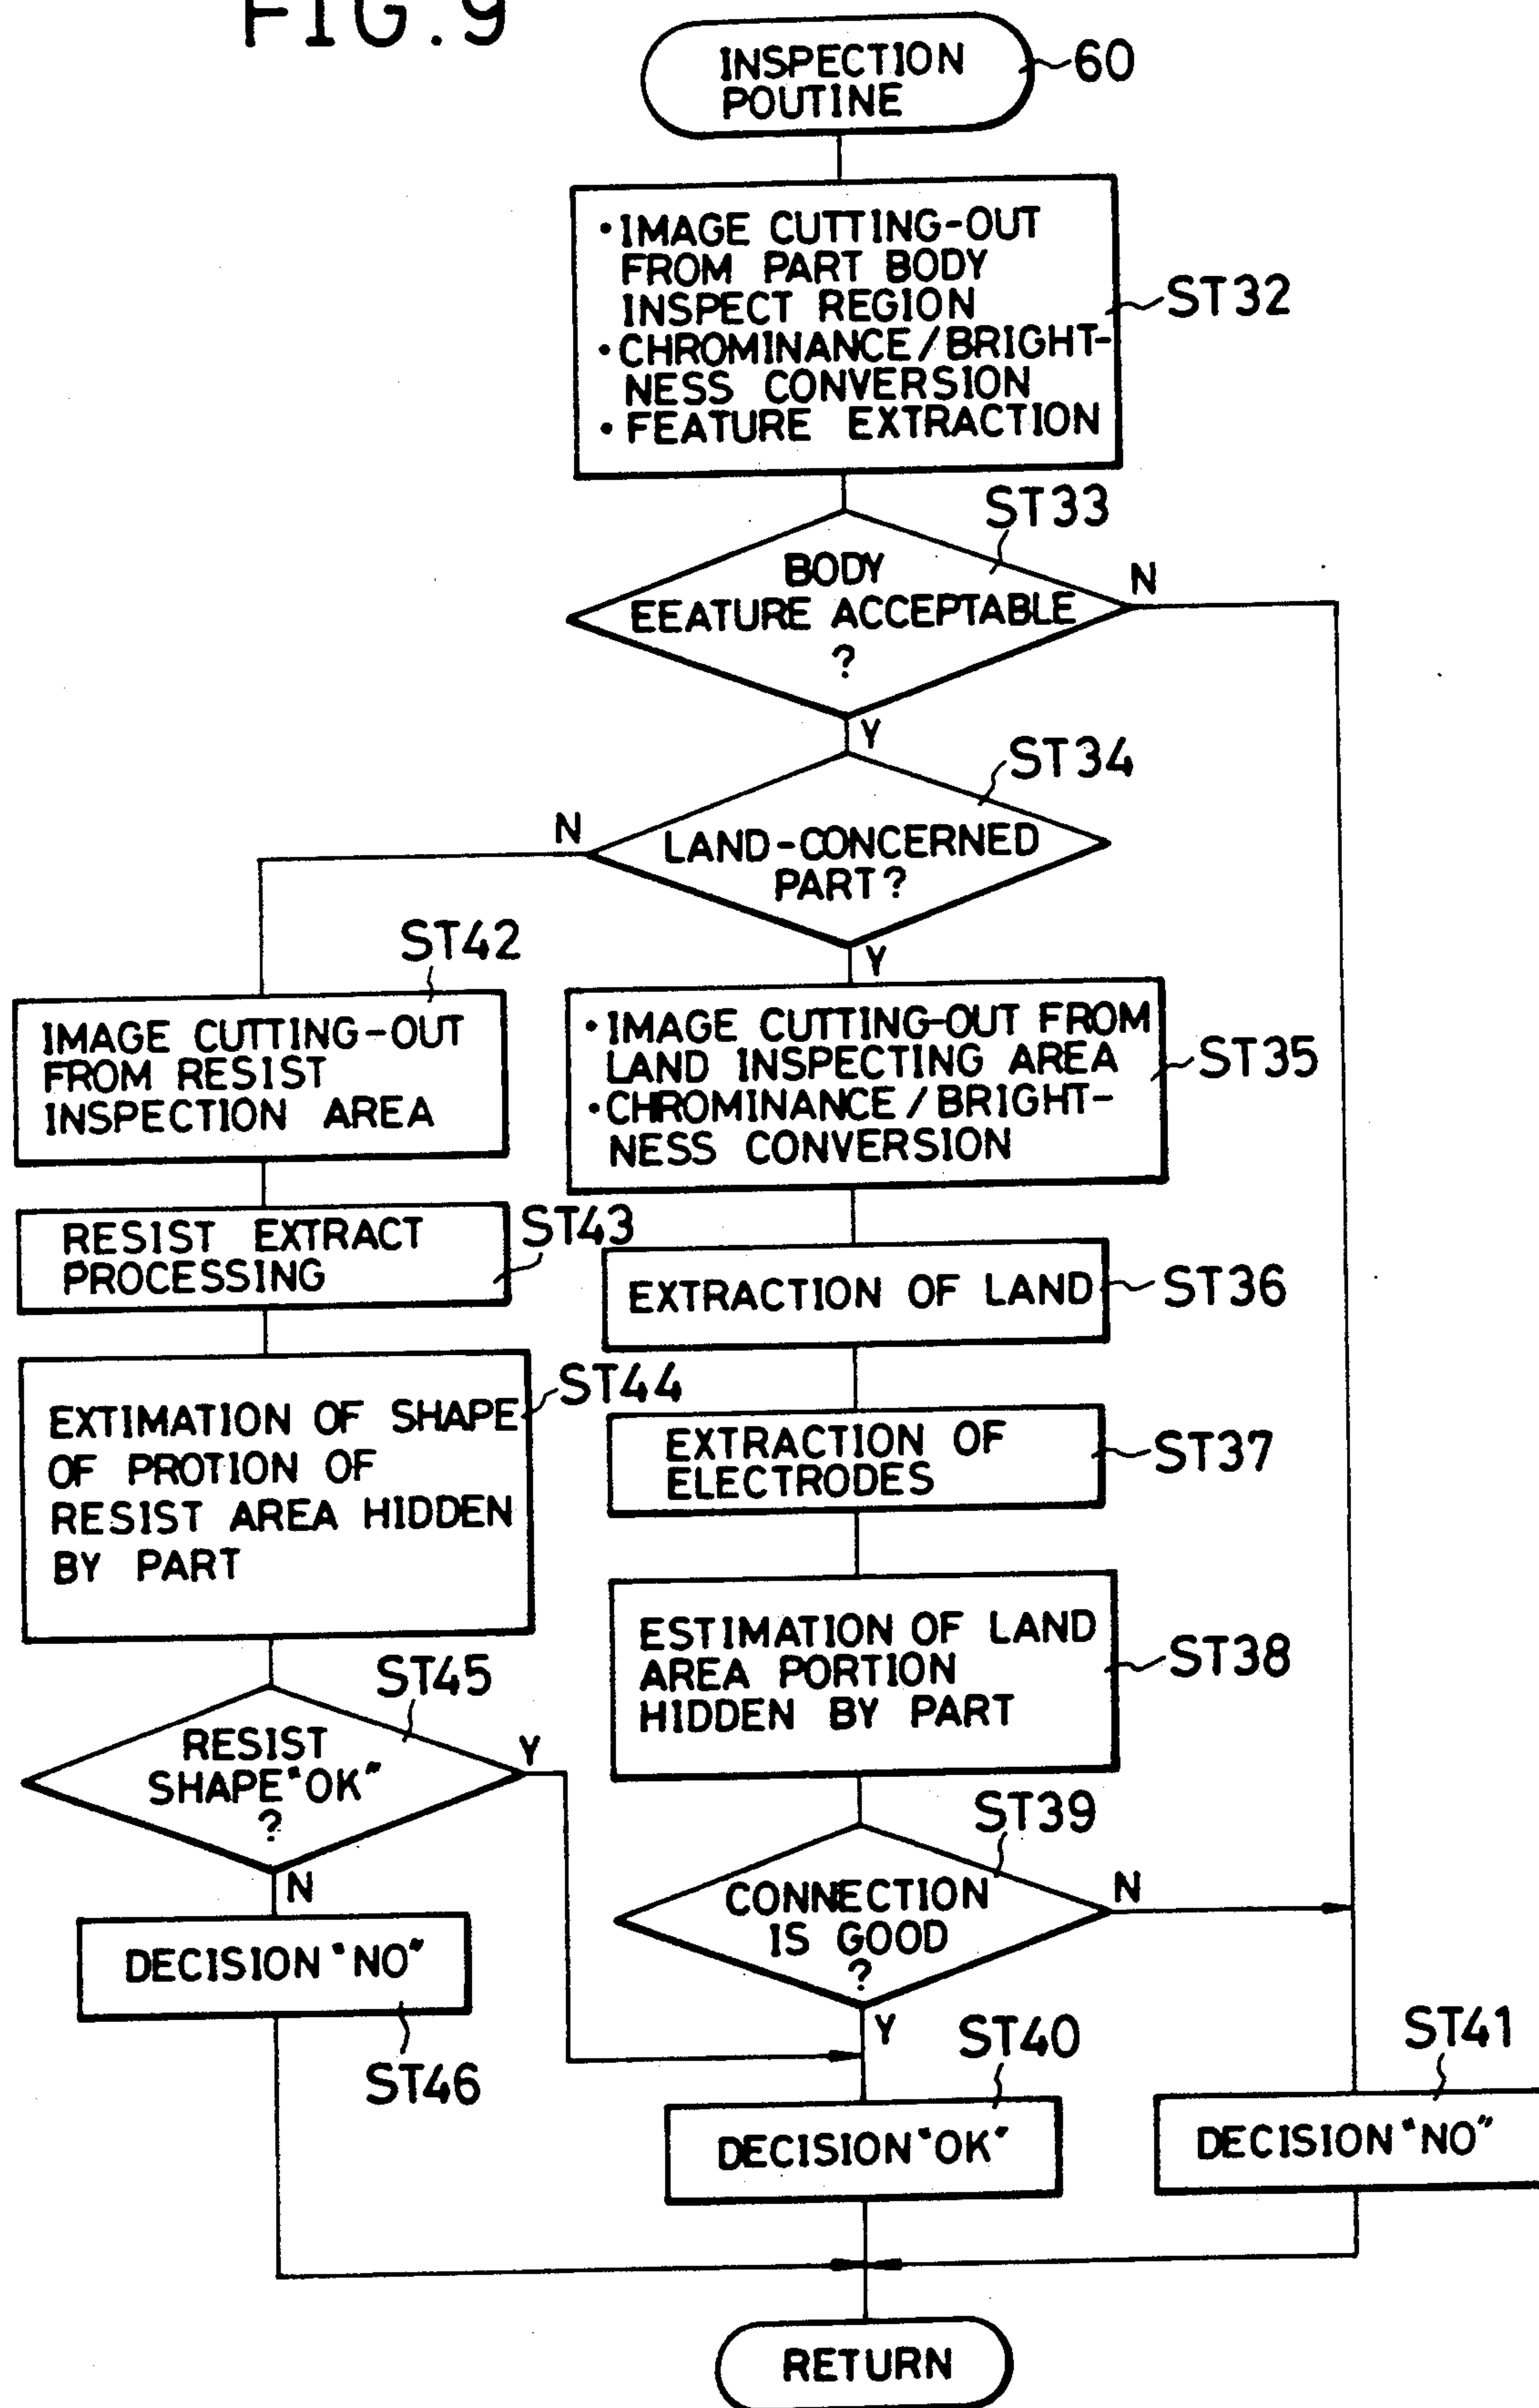 FIG.9
INSPECTION
POUTINE
60
•IMAGE CUTTING-OUT
FROM PART BODY
INSPECT REGION
•CHROMINANCE/BRIGHT-
NESS CONVERSION
•FEATURE EXTRACTION
ST32
ST33
BODY
EEATURE ACCEPTABLE
?
N
Y
ST34
LAND-CONCERNED
PART?
N
Y
ST42
IMAGE CUTTING-OUT
FROM RESIST
INSPECTION AREA
•IMAGE CUTTING-OUT FROM
LAND INSPECTING AREA
•CHROMINANCE/BRIGHT-
NESS CONVERSION
ST35
RESIST EXTRACT
PROCESSING
ST43
EXTRACTION OF LAND
ST36
EXTIMATION OF SHAPE
OF PROTION OF
RESIST AREA HIDDEN
BY PART
ST44
EXTRACTION OF
ELECTRODES
ST37
ESTIMATION OF LAND
AREA PORTION
HIDDEN BY PART
ST38
ST45
RESIST
SHAPE"OK"
?
Y
N
ST39
CONNECTION
IS GOOD
?
N
Y
DECISION "NO"
ST46
ST40
DECISION"OK"
ST41
DECISION "NO"
RETURN